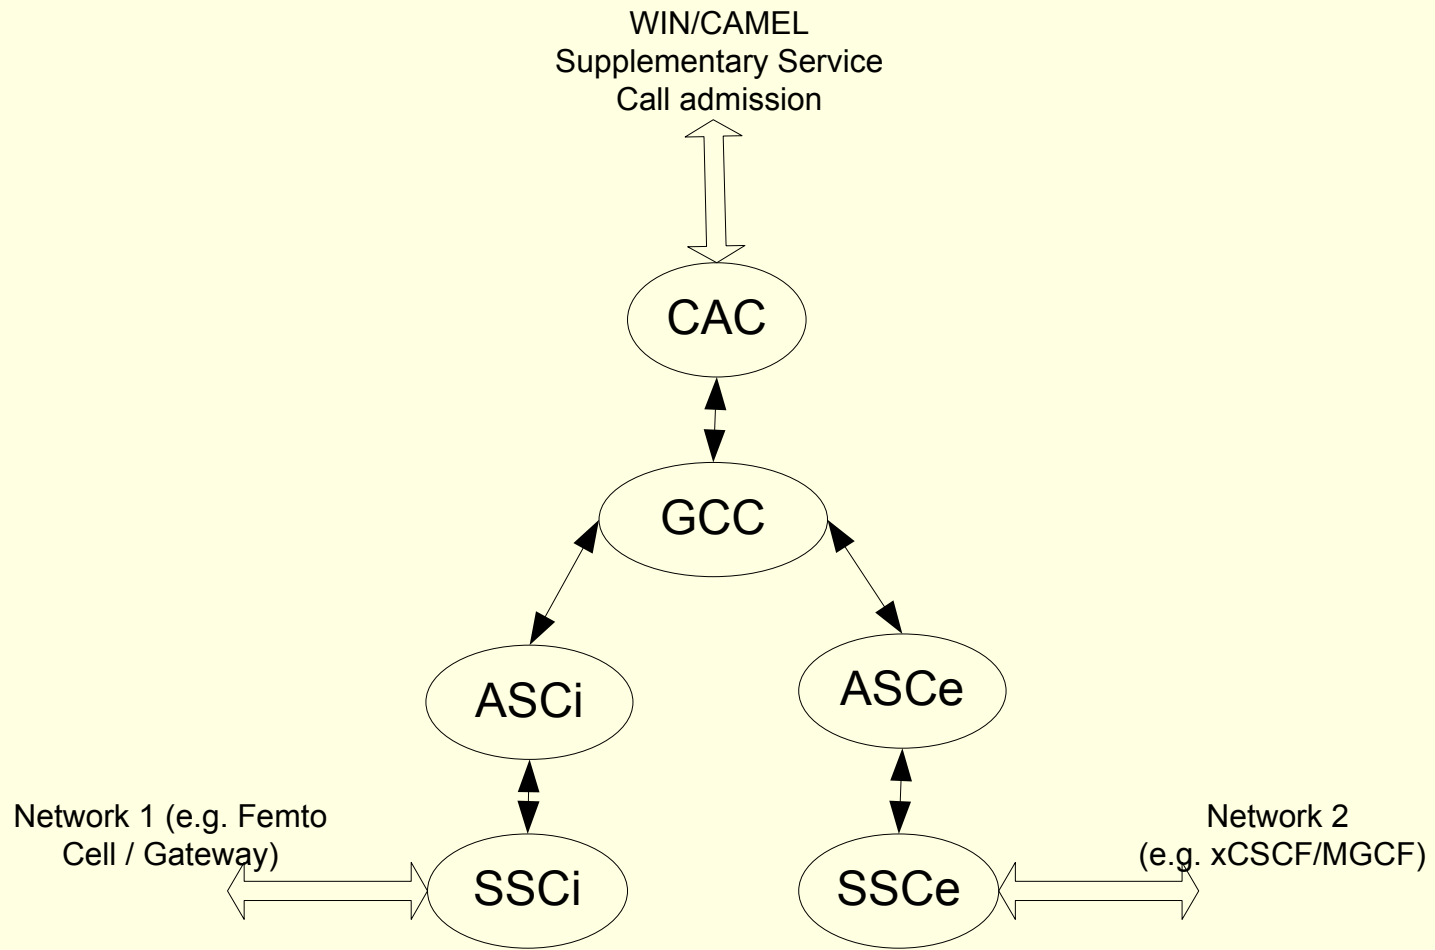 WIN/CAMEL
Supplementary Service
Call admission
CAC
GCC
ASCi
ASCe
Network 1 (e.g. Femto
Cell / Gateway)
SSCi
SSCe
Network 2
(e.g. xCSCF/MGCF)